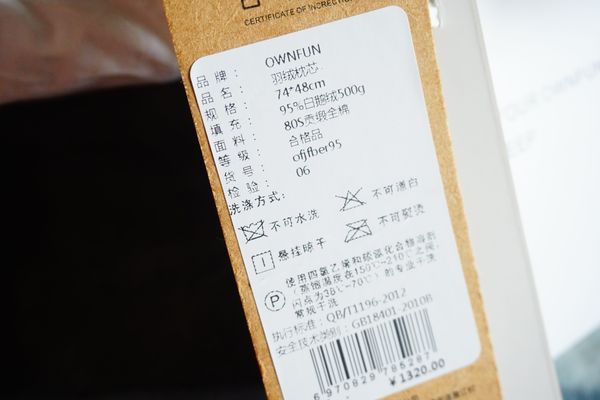 CERTIFICATE OF
品牌： OWNFUN
品名： 羽绒枕芯
规格： 74*48cm
填充： 95%白鹅绒500g
面料： 80S贡缎全棉
等级： 合格品
货号： ofjfber95
检验： 06
洗涤方式：
不可水洗 不可漂白
悬挂晾干 不可熨烫
P 使用四氯乙烯和碳氢化合物溶剂
(蒸馏温度在150℃-210℃之间,
闪点为38℃-70℃)的专业干洗
常规干洗
执行标准：QB/T1196-2012
安全技术类别：GB18401-2010B
6 970829 785287
¥1320.00